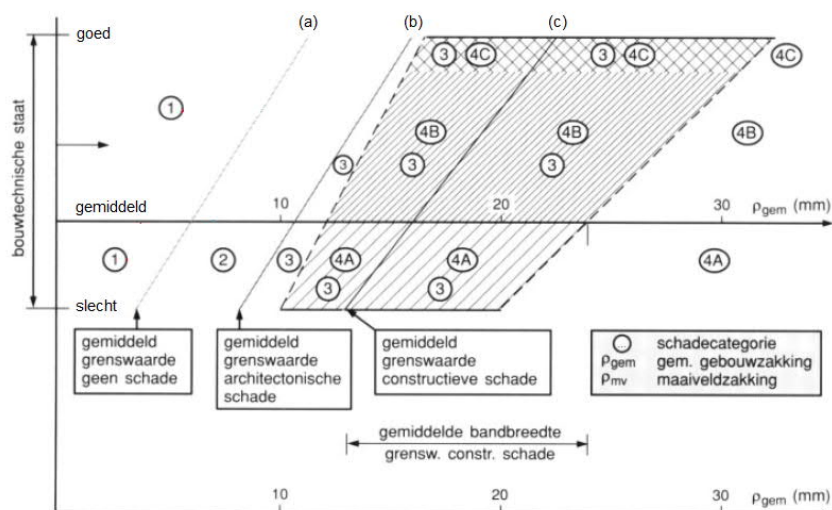 (a) (b) (c)
goed
3 4C 3 4C 4C
1
4B 4B 4B
3 3 3
bouwtechnische staat
gemiddeld 10 20 30 ρgem (mm)
1 2 3 4A 4A 4A
3 3
slecht
gemiddeld
grenswaarde
geen schade
gemiddeld
grenswaarde
architectonische
schade
gemiddeld
grenswaarde
constructieve schade
schadecategorie
ρgem gem. gebouwzakking
ρmv maaiveldzakking
gemiddelde bandbreedte
grensw. constr. schade
10 20 30 ρgem (mm)